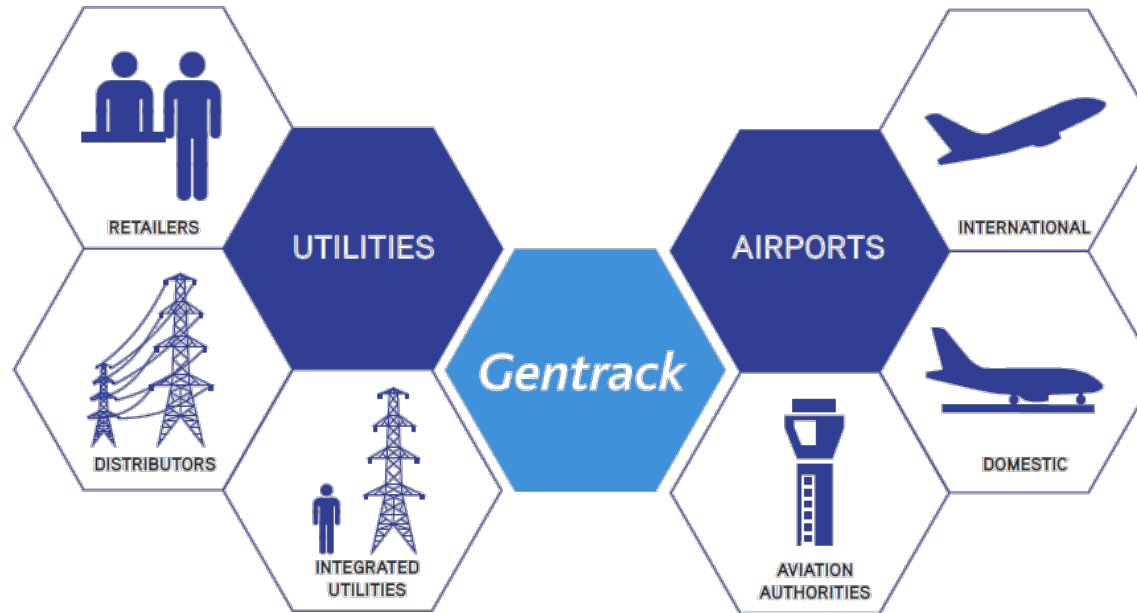 RETAILERS
UTILITIES
DISTRIBUTORS
INTEGRATED
UTILITIES
Gentrack
AIRPORTS
INTERNATIONAL
DOMESTIC
AVIATION
AUTHORITIES